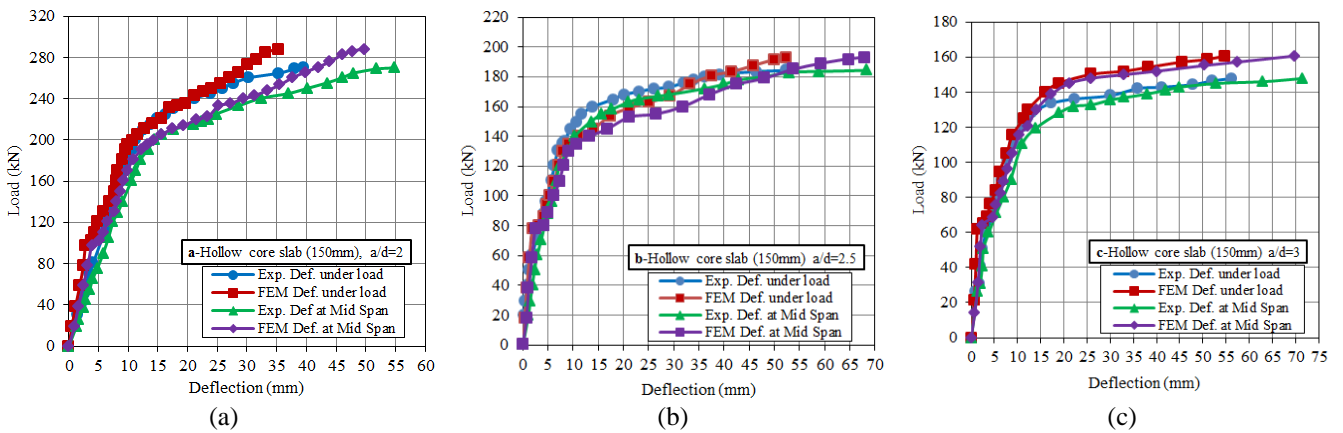 320
280
240
200
160
120
80
40
0
Load (kN)
0 5 10 15 20 25 30 35 40 45 50 55 60
Deflection (mm)
a-Hollow core slab (150mm), a/d=2
Exp. Def. under load
FEM Def. under load
Exp. Def at Mid Span
FEM Def. at Mid Span
(a)
220
200
180
160
140
120
100
80
60
40
20
0
Load (kN)
0 5 10 15 20 25 30 35 40 45 50 55 60 65 70
Deflection (mm)
b-Hollow core slab (150mm) a/d=2.5
Exp. Def. under load
FEM Def. under load
Exp. Def. at Mid Span
FEM Def. at Mid Span
(b)
180
160
140
120
100
80
60
40
20
0
Load (kN)
0 5 10 15 20 25 30 35 40 45 50 55 60 65 70 75
Deflection (mm)
c-Hollow core slab (150mm) a/d=3
Exp. Def. under load
FEM Def. under load
Exp. Def. at Mid Span
FEM Def. at Mid Span
(c)